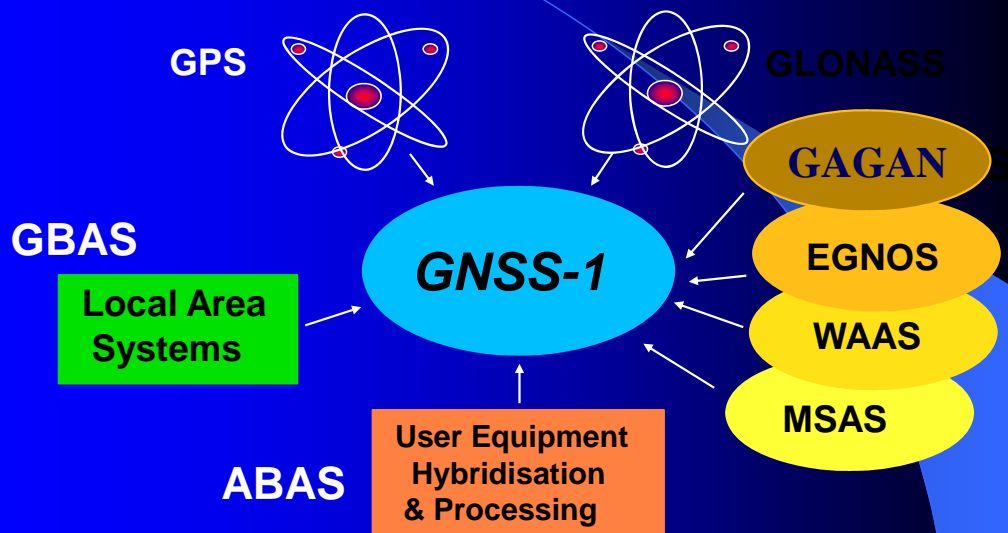 GPS
GLONASS
GAGAN
GBAS
EGNOS
GNSS-1
Local Area
Systems
WAAS
MSAS
User Equipment
Hybridisation
& Processing
ABAS